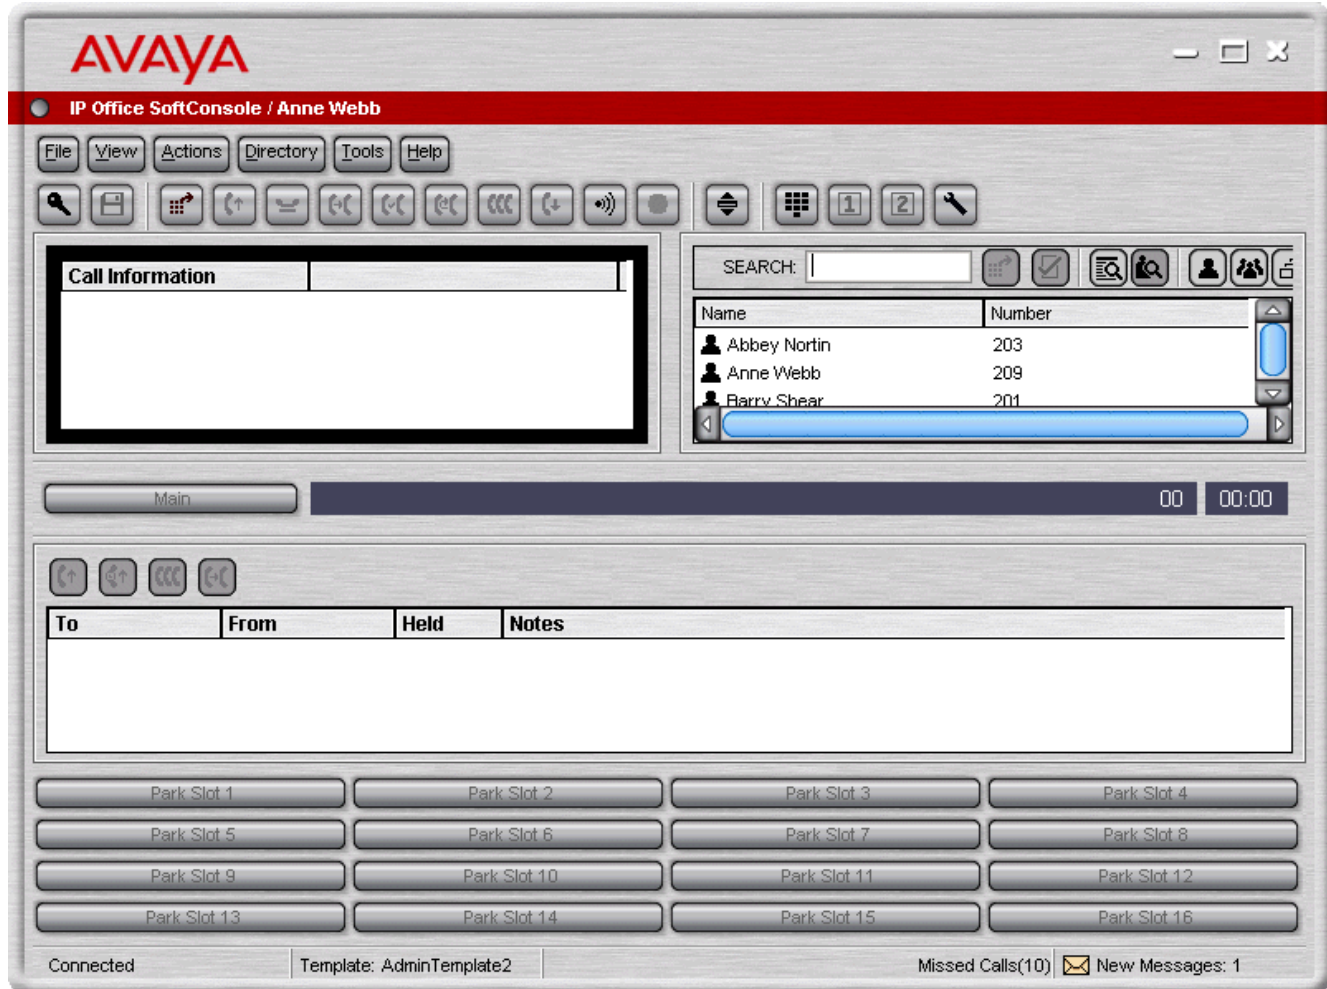 AVAYA
IP Office SoftConsole / Anne Webb
File View Actions Directory Tools Help
1 2
Call Information
SEARCH:
Name Number
Abbey Nortin 203
Anne Webb 209
Barry Shear 201
Main 00 00:00
To From Held Notes
Park Slot 1 Park Slot 2 Park Slot 3 Park Slot 4
Park Slot 5 Park Slot 6 Park Slot 7 Park Slot 8
Park Slot 9 Park Slot 10 Park Slot 11 Park Slot 12
Park Slot 13 Park Slot 14 Park Slot 15 Park Slot 16
Connected Template: AdminTemplate2 Missed Calls(10) New Messages: 1